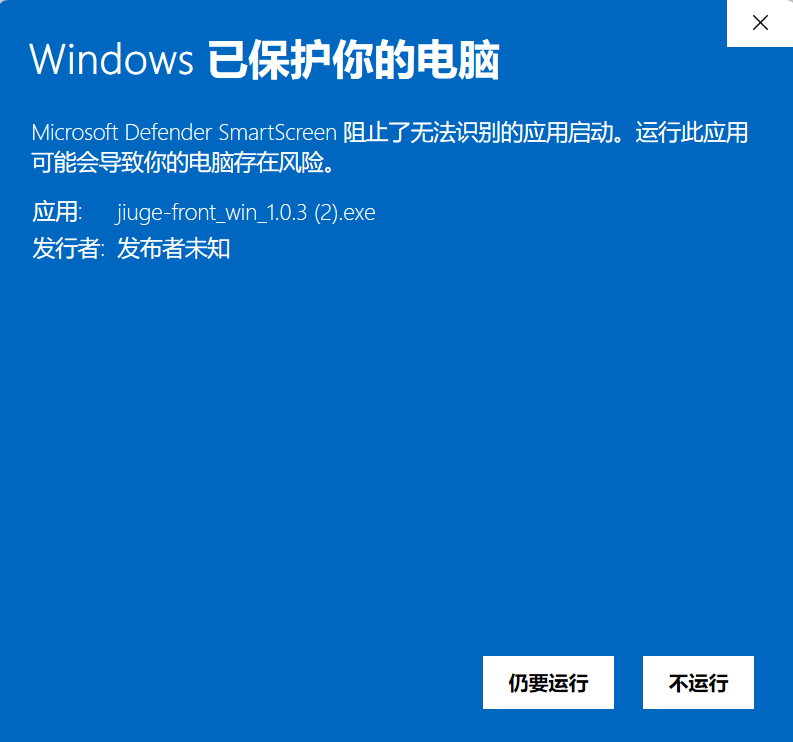 Windows 已保护你的电脑
Microsoft Defender SmartScreen 阻止了无法识别的应用启动。运行此应用
可能会导致你的电脑存在风险。
应用: jiuge-front_win_1.0.3 (2).exe
发行者: 发布者未知
仍要运行 不运行